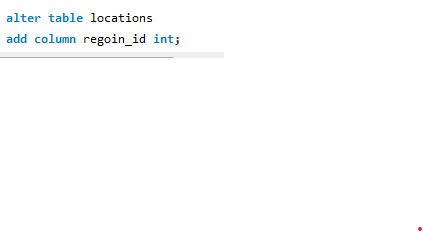 alter table locations
add column regoin_id int;